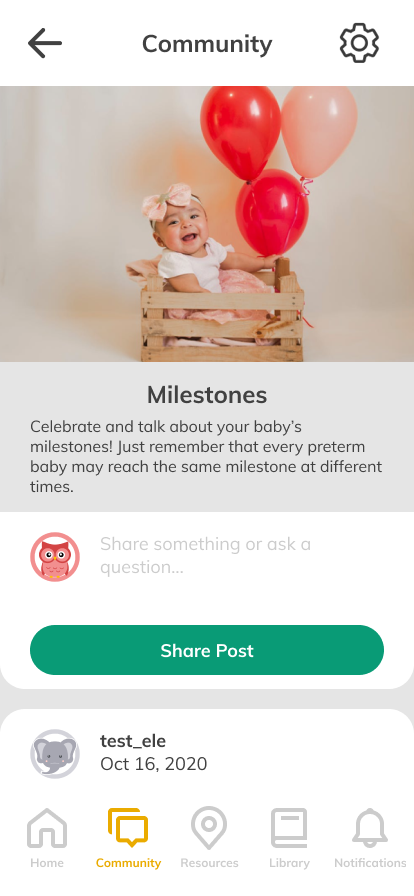 Community
Milestones
Celebrate and talk about your baby's
milestones! Just remember that every preterm
baby may reach the same milestone at different
times.
Share something or ask a
question...
Share Post
test_ele
Oct 16, 2020
Home
Community
Resources
Library
Notifications